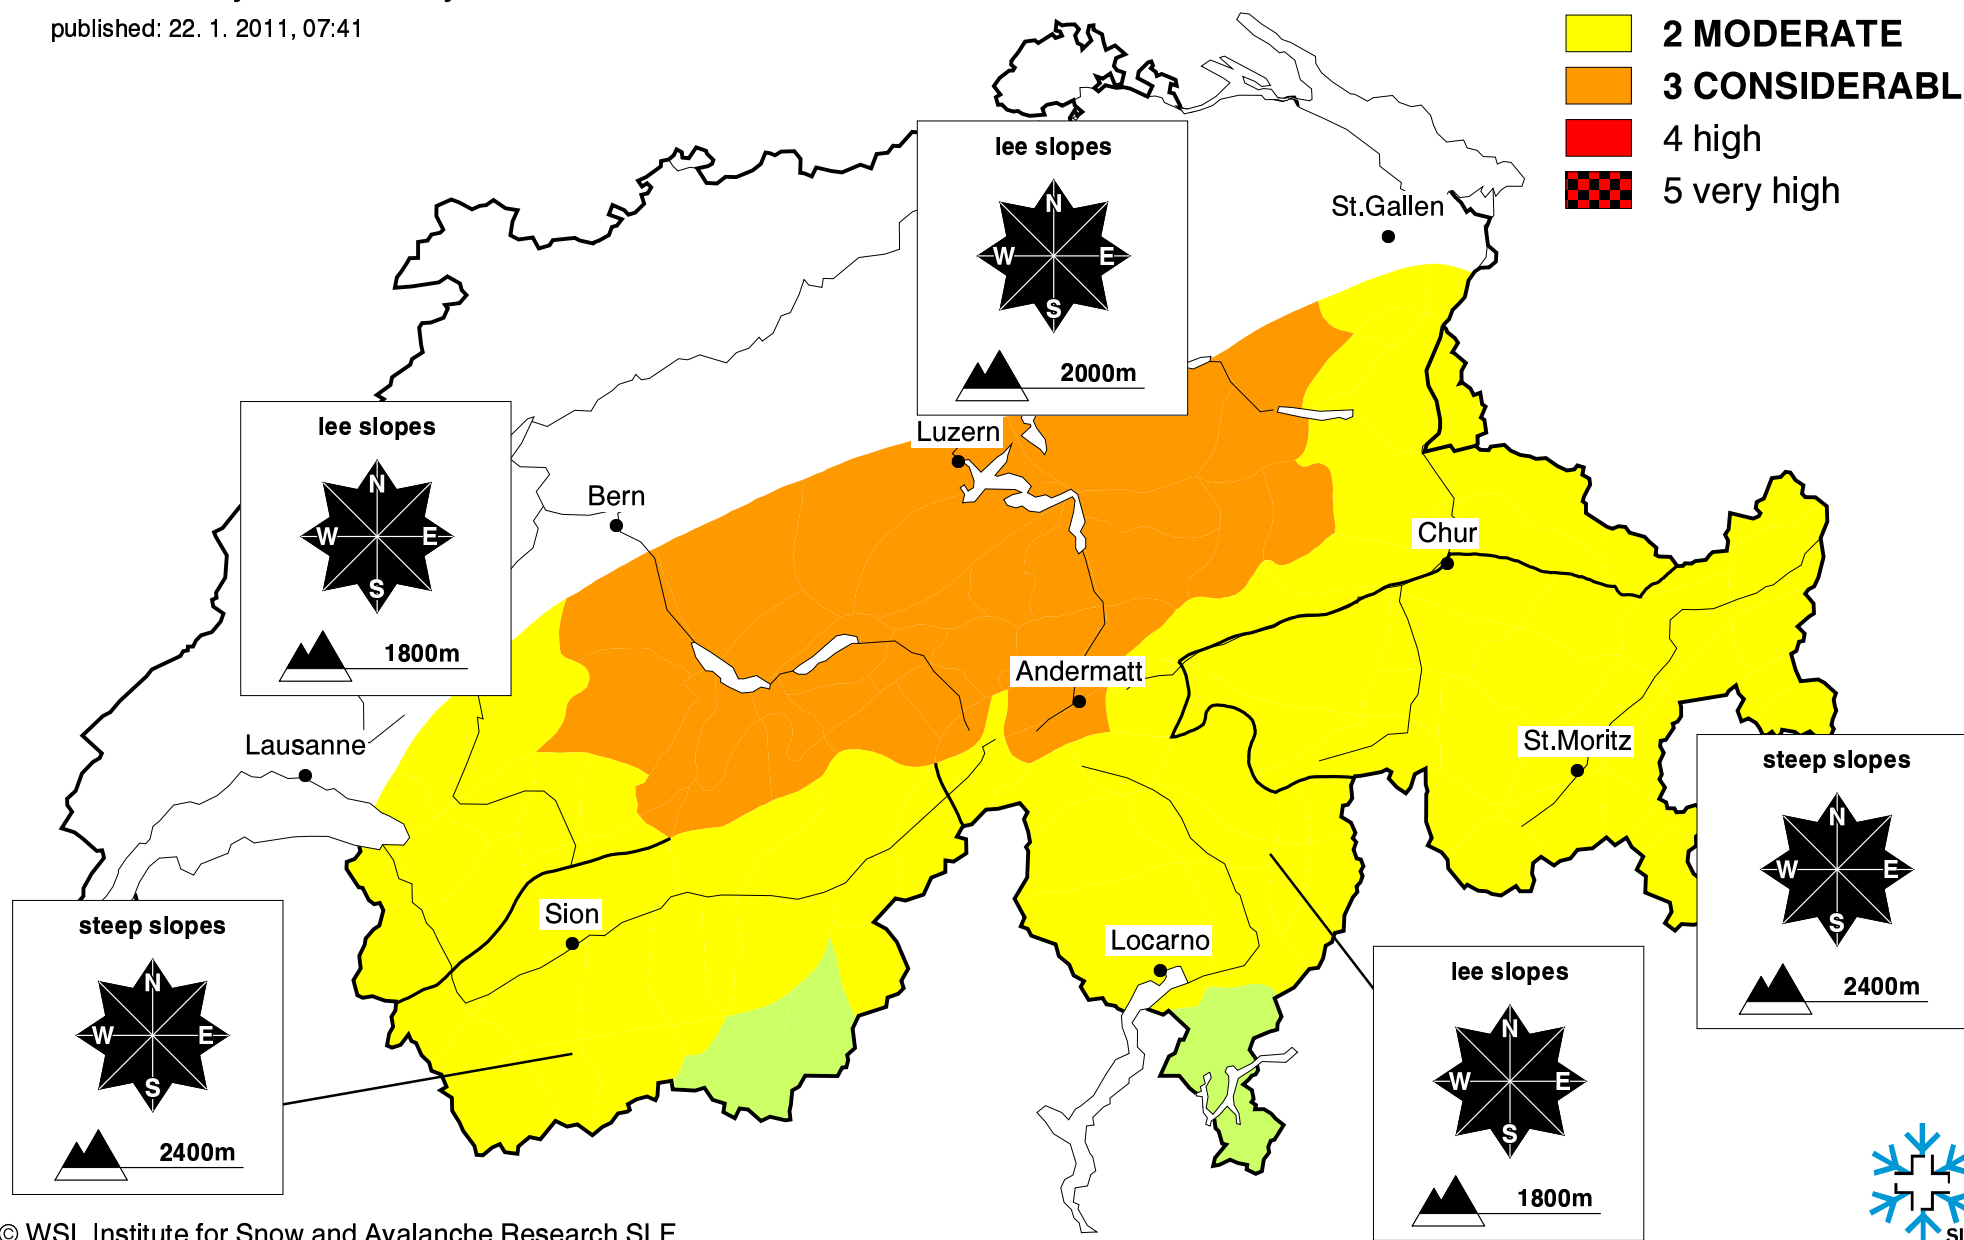 published: 22. 1. 2011, 07:41
2 MODERATE
3 CONSIDERABL
4 high
5 very high
lee slopes
N
W E
S
2000m
St.Gallen
lee slopes
N
W E
S
1800m
Luzern
Bern
Chur
Andermatt
Lausanne
St.Moritz
steep slopes
N
W E
S
2400m
steep slopes
N
W E
S
2400m
Sion
Locarno
lee slopes
N
W E
S
1800m
© WSL Institute for Snow and Avalanche Research SLF